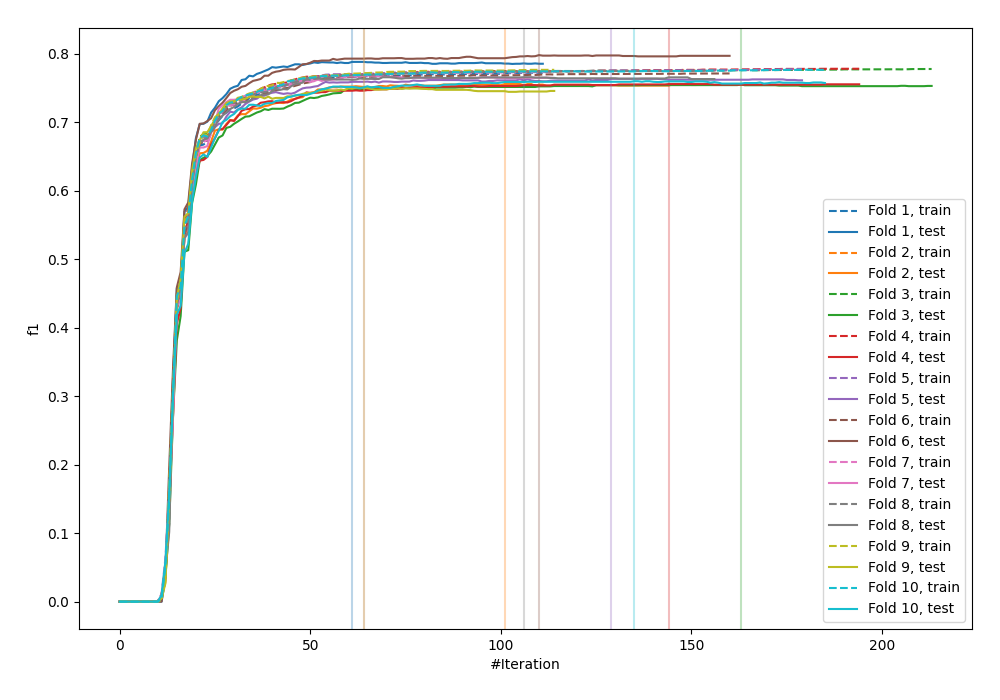 0.8
0.7
0.6
0.5
0.4
0.3
0.2
0.1
0.0
f1
0 50 100 150 200
#Iteration
Fold 1, train
Fold 1, test
Fold 2, train
Fold 2, test
Fold 3, train
Fold 3, test
Fold 4, train
Fold 4, test
Fold 5, train
Fold 5, test
Fold 6, train
Fold 6, test
Fold 7, train
Fold 7, test
Fold 8, train
Fold 8, test
Fold 9, train
Fold 9, test
Fold 10, train
Fold 10, test